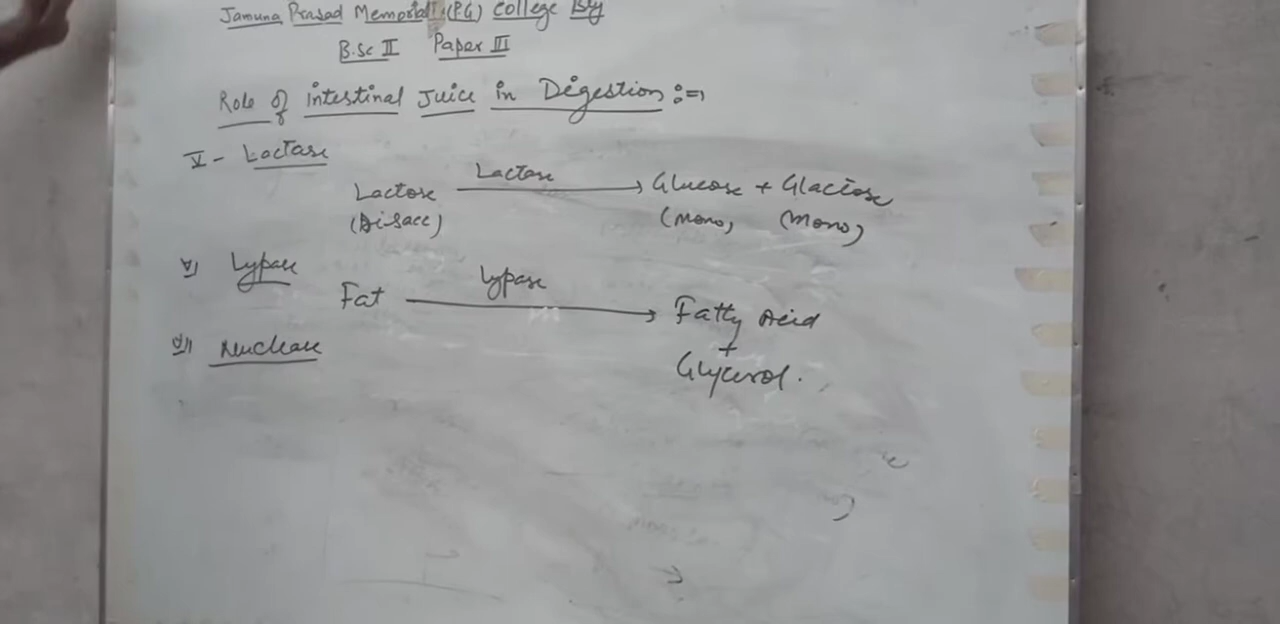 Jamuna Prasad Memorial (P.G) College Bly
B.Sc II Paper III
Role of intestinal Juice in Digestion :=>
V - Lactase
Lactose Lactase → Glucose + Glactose
(Di-sacc) (Mono) (Mono)
VI) Lypase
Fat Lypase → Fatty Acid
+
Glycerol.
VII) Nuclease